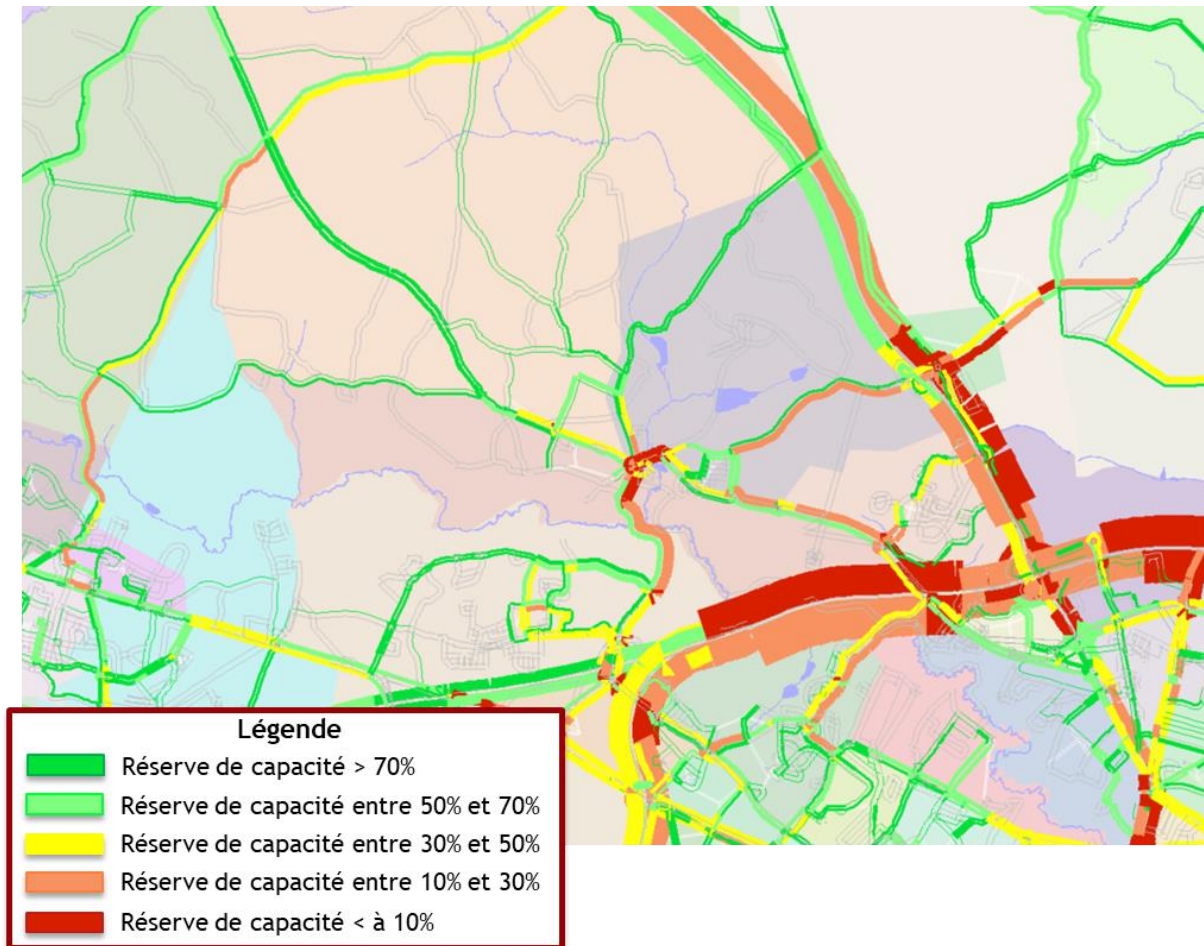 Légende
Réserve de capacité > 70%
Réserve de capacité entre 50% et 70%
Réserve de capacité entre 30% et 50%
Réserve de capacité entre 10% et 30%
Réserve de capacité < à 10%